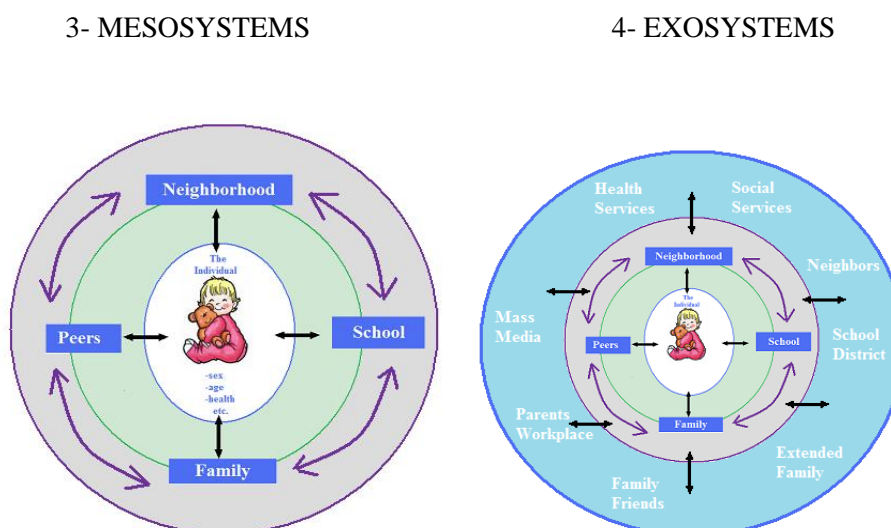 3- MESOSYSTEMS
4- EXOSYSTEMS
Neighborhood
The
Individual
Peers
School
-sex
-age
-health
etc.
Family
Health
Services
Social
Services
Neighborhood
Neighbors
Mass
Media
The
Individual
Peers
School
School
District
Parents
Workplace
Family
Extended
Family
Family
Friends